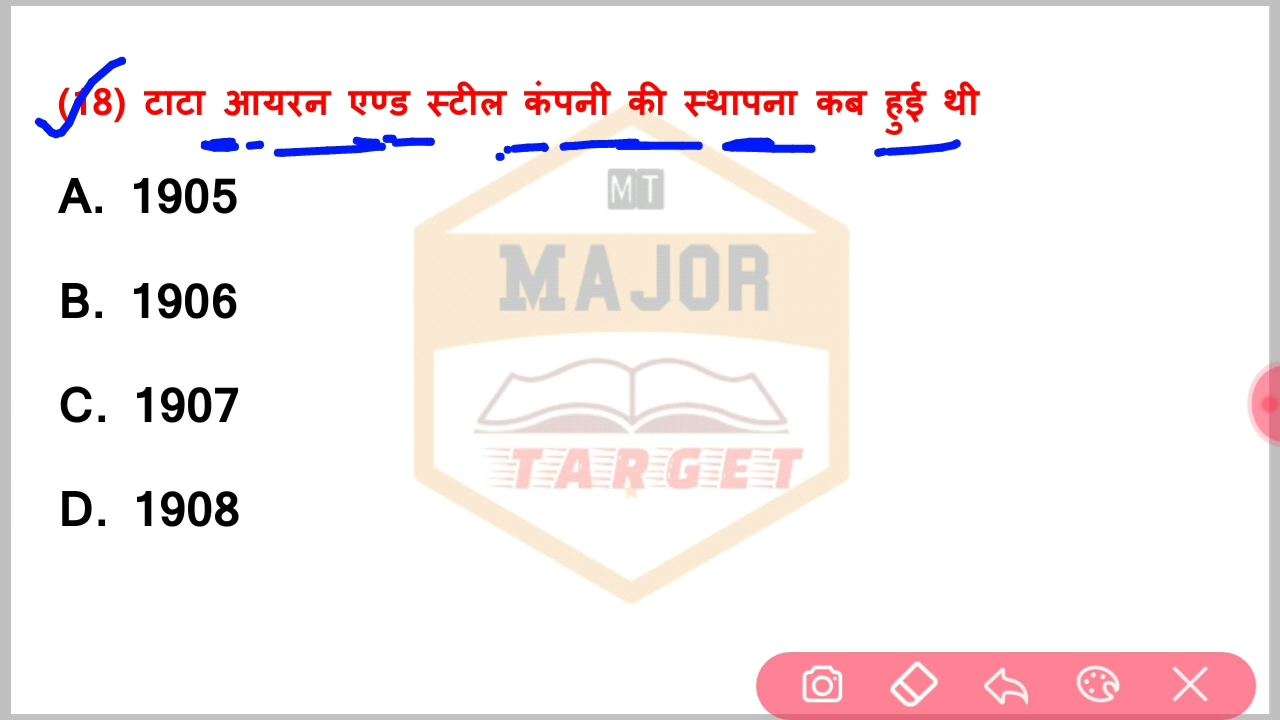 (18) टाटा आयरन एण्ड स्टील कंपनी की स्थापना कब हुई थी
A. 1905
MT
B. 1906
MAJOR
C. 1907
TARGET
D. 1908